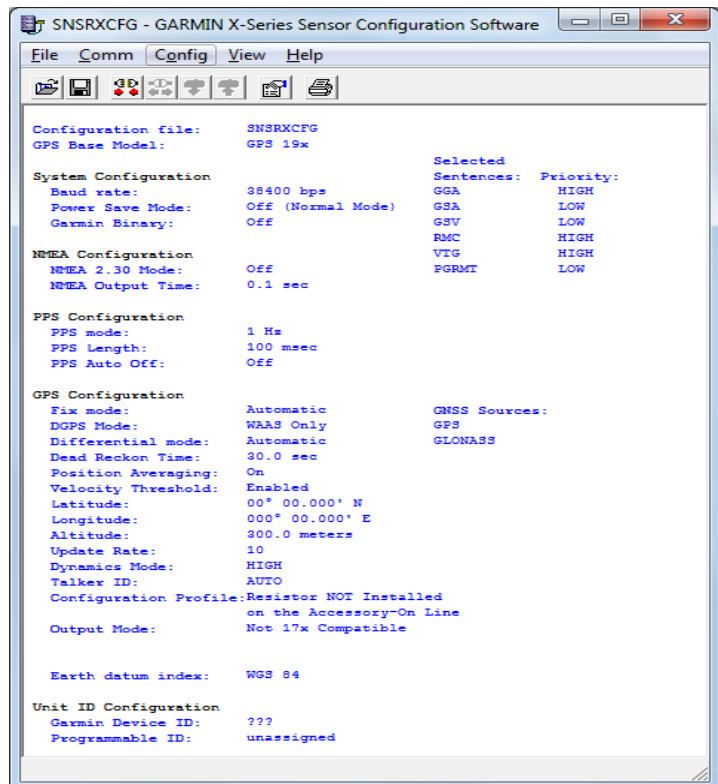 SNSRXCFG - GARMIN X-Series Sensor Configuration Software
File Comm Config View Help
Configuration file: SNSRXCFG
GPS Base Model: GPS 19x
Selected
System Configuration Sentences: Priority:
Baud rate: 38400 bps GGA HIGH
Power Save Mode: Off (Normal Mode) GSA LOW
Garmin Binary: Off GSV LOW
RMC HIGH
NMEA Configuration VTG HIGH
NMEA 2.30 Mode: Off PGRMT LOW
NMEA Output Time: 0.1 sec
PPS Configuration
PPS mode: 1 Hz
PPS Length: 100 msec
PPS Auto Off: Off
GPS Configuration
Fix mode: Automatic GNSS Sources:
DGPS Mode: WAAS Only GPS
Differential mode: Automatic GLONASS
Dead Reckon Time: 30.0 sec
Position Averaging: On
Velocity Threshold: Enabled
Latitude: 00° 00.000' N
Longitude: 000° 00.000' E
Altitude: 300.0 meters
Update Rate: 10
Dynamics Mode: HIGH
Talker ID: AUTO
Configuration Profile:Resistor NOT Installed
on the Accessory-On Line
Output Mode: Not 17x Compatible
Earth datum index: WGS 84
Unit ID Configuration
Garmin Device ID: ???
Programmable ID: unassigned